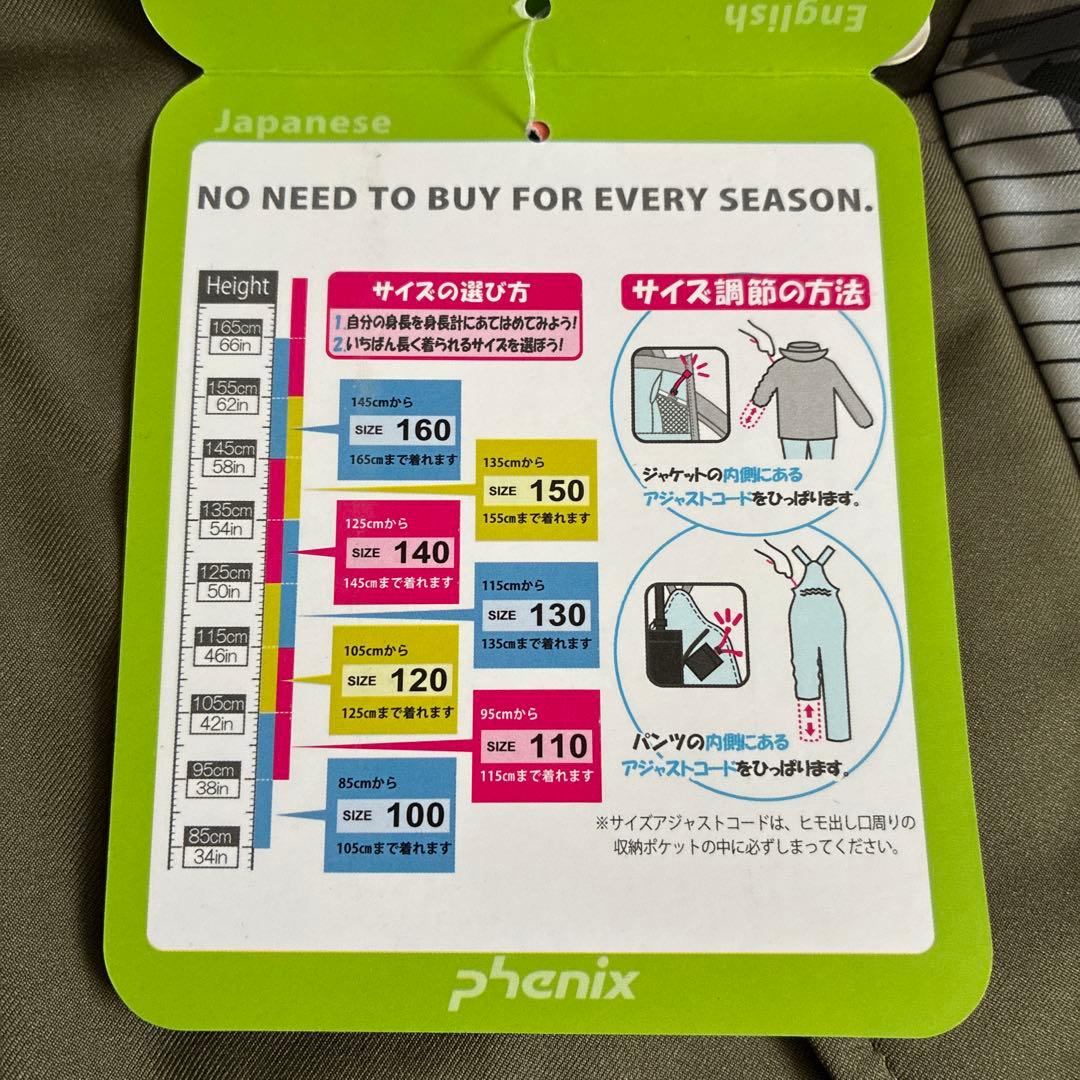 English
Japanese
NO NEED TO BUY FOR EVERY SEASON.
Height
165cm
66in
155cm
62in
145cm
58in
135cm
54in
125cm
50in
115cm
46in
105cm
42in
95cm
38in
85cm
34in
サイズの選び方
1.自分の身長を身長計にあてはめてみよう!
2.いちばん長く着られるサイズを選ぼう!
145cmから
SIZE 160
165cmまで着れます
135cmから
SIZE 150
155cmまで着れます
125cmから
SIZE 140
145cmまで着れます
115cmから
SIZE 130
135cmまで着れます
105cmから
SIZE 120
125cmまで着れます
95cmから
SIZE 110
115cmまで着れます
85cmから
SIZE 100
105cmまで着れます
サイズ調節の方法
ジャケットの内側にある
アジャストコードをひっぱります。
パンツの内側にある
アジャストコードをひっぱります。
※サイズアジャストコードは、ヒモ出し口周りの
収納ポケットの中に必ずしまってください。
phenix